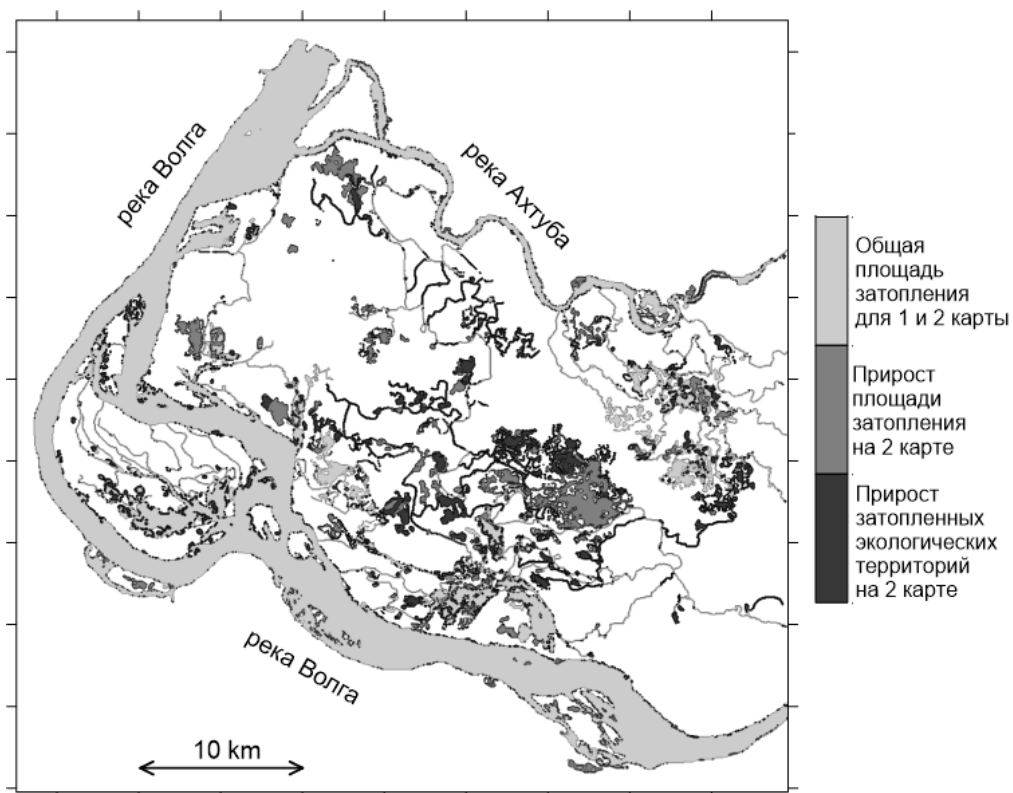 река Волга
река Ахтуба
река Волга
10 km
Общая
площадь
затопления
для 1 и 2 карты
Прирост
площади
затопления
на 2 карте
Прирост
затопленных
экологических
территорий
на 2 карте